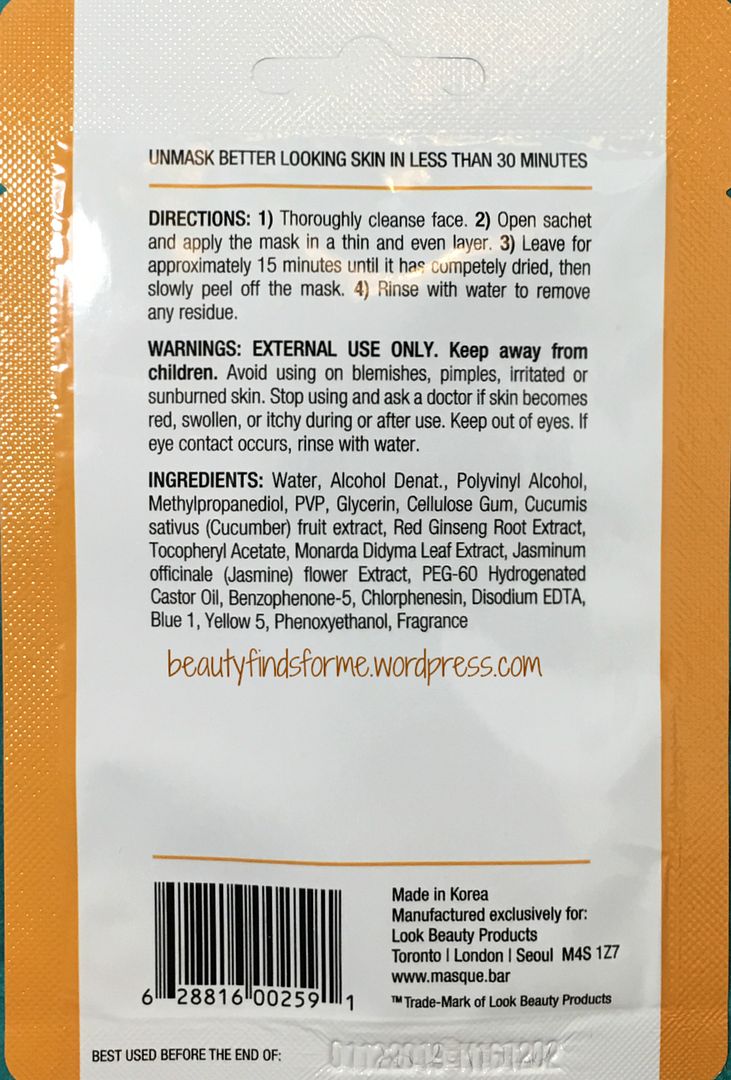 UNMASK BETTER LOOKING SKIN IN LESS THAN 30 MINUTES
DIRECTIONS: 1) Thoroughly cleanse face. 2) Open sachet
and apply the mask in a thin and even layer. 3) Leave for
approximately 15 minutes until it has competely dried, then
slowly peel off the mask. 4) Rinse with water to remove
any residue.
WARNINGS: EXTERNAL USE ONLY. Keep away from
children. Avoid using on blemishes, pimples, irritated or
sunburned skin. Stop using and ask a doctor if skin becomes
red, swollen, or itchy during or after use. Keep out of eyes. If
eye contact occurs, rinse with water.
INGREDIENTS: Water, Alcohol Denat., Polyvinyl Alcohol,
Methylpropanediol, PVP, Glycerin, Cellulose Gum, Cucumis
sativus (Cucumber) fruit extract, Red Ginseng Root Extract,
Tocopheryl Acetate, Monarda Didyma Leaf Extract, Jasminum
officinale (Jasmine) flower Extract, PEG-60 Hydrogenated
Castor Oil, Benzophenone-5, Chlorphenesin, Disodium EDTA,
Blue 1, Yellow 5, Phenoxyethanol, Fragrance
beautyfindsforme.wordpress.com
Made in Korea
Manufactured exclusively for:
Look Beauty Products
Toronto | London | Seoul M4S 1Z7
www.masque.bar
™Trade-Mark of Look Beauty Products
6 28816 00259 1
BEST USED BEFORE THE END OF: